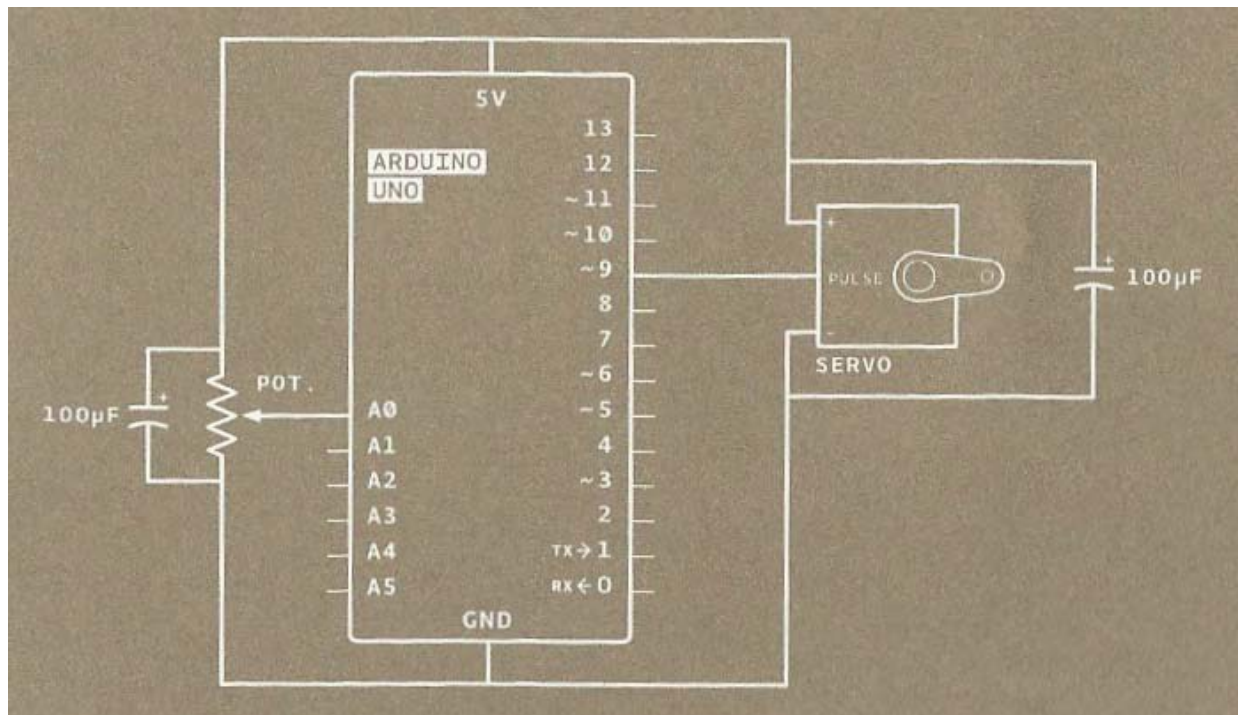 5V
ARDUINO
UNO
13
12
~11
~10
~9
8
7
~6
~5
4
~3
2
TX→1
RX←0
A0
A1
A2
A3
A4
A5
GND
POT.
+
100µF
+
PULSE
-
SERVO
+
100µF